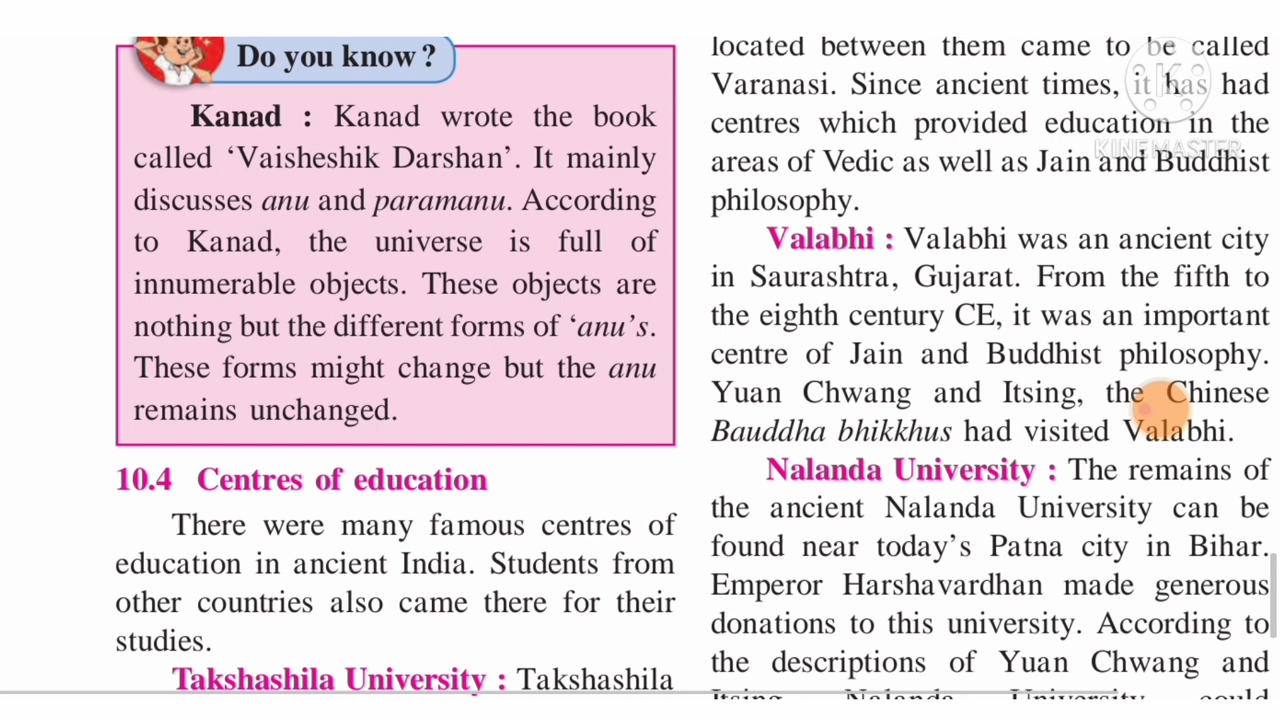 Do you know?
Kanad : Kanad wrote the book
called ‘Vaisheshik Darshan’. It mainly
discusses anu and paramanu. According
to Kanad, the universe is full of
innumerable objects. These objects are
nothing but the different forms of ‘anu’s.
These forms might change but the anu
remains unchanged.
10.4 Centres of education
There were many famous centres of
education in ancient India. Students from
other countries also came there for their
studies.
Takshashila University : Takshashila
located between them came to be called
Varanasi. Since ancient times, it has had
centres which provided education in the
areas of Vedic as well as Jain and Buddhist
philosophy.
Valabhi : Valabhi was an ancient city
in Saurashtra, Gujarat. From the fifth to
the eighth century CE, it was an important
centre of Jain and Buddhist philosophy.
Yuan Chwang and Itsing, the Chinese
Bauddha bhikkhus had visited Valabhi.
Nalanda University : The remains of
the ancient Nalanda University can be
found near today’s Patna city in Bihar.
Emperor Harshavardhan made generous
donations to this university. According to
the descriptions of Yuan Chwang and
Itsing, Nalanda University could
K
KINEMASTER